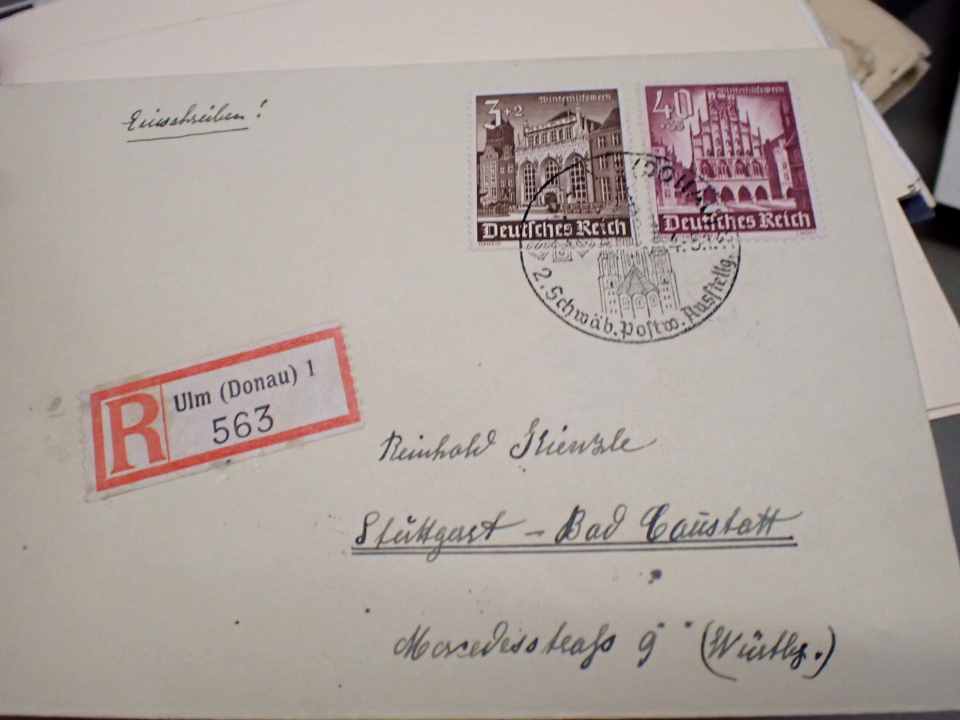 Einschreiben!
3+2 Winterhilfswerk
Deutsches Reich
40 Winterhilfswerk
Deutsches Reich
2. Schwäb. Postw. Ausstellg.
R Ulm (Donau) 1
563
Reinhold Kienzle
Stuttgart – Bad Canstatt
Mercedesstraße 9 (Württbg.)